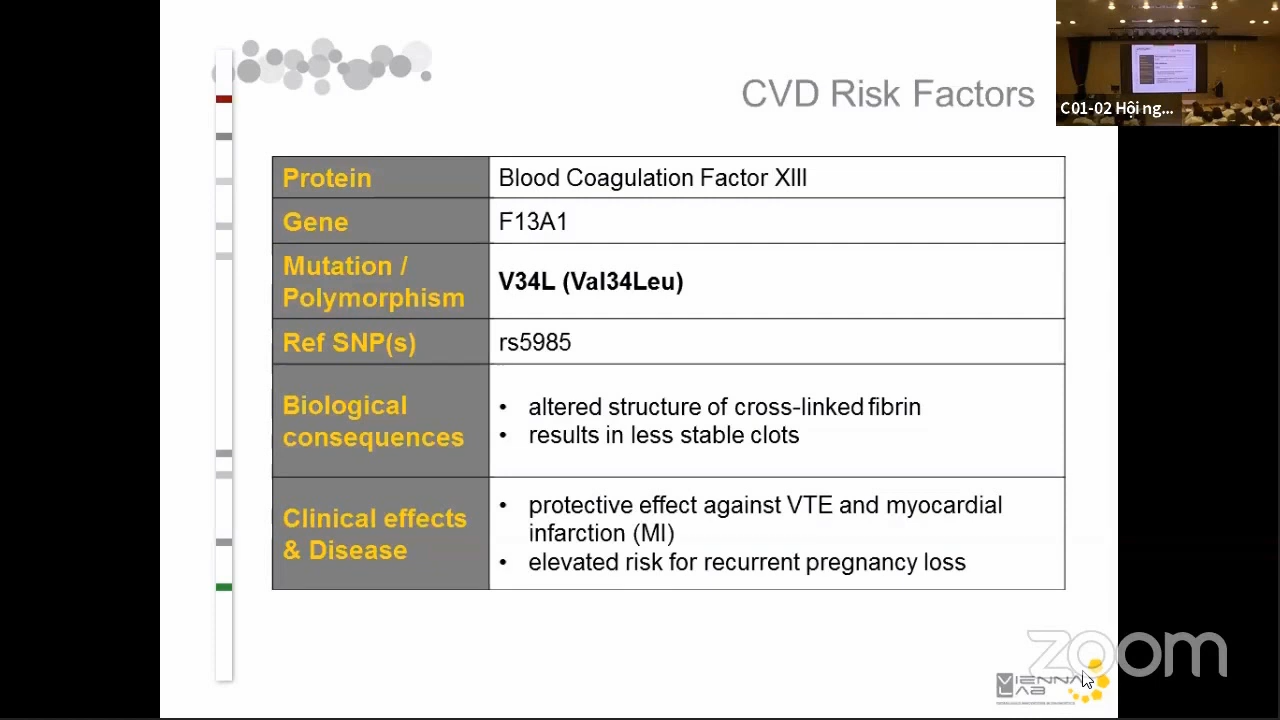 CVD Risk Factors
C01-02 Hội ng...
Protein
Blood Coagulation Factor XIII
Gene
F13A1
Mutation /
Polymorphism
V34L (Val34Leu)
Ref SNP(s)
rs5985
Biological
consequences
• altered structure of cross-linked fibrin
• results in less stable clots
Clinical effects
& Disease
• protective effect against VTE and myocardial
infarction (MI)
• elevated risk for recurrent pregnancy loss
zoom
VIENNA
LAB